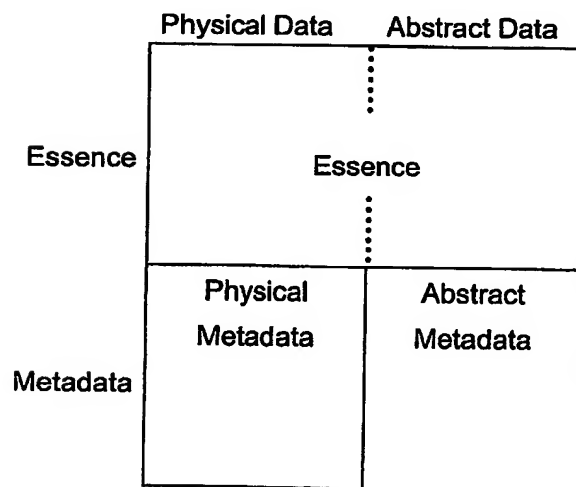 Physical Data Abstract Data
Essence
Essence
Physical Abstract
Metadata Metadata
Metadata